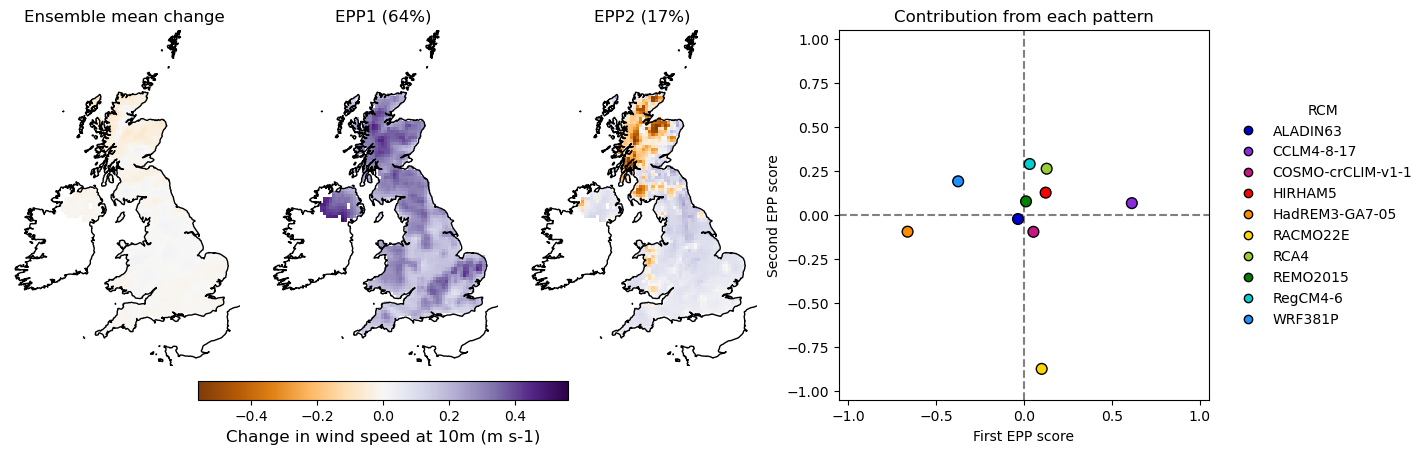 Ensemble mean change
EPP1 (64%)
EPP2 (17%)
Contribution from each pattern
−0.4
−0.2
0.0
0.2
0.4
Change in wind speed at 10m (m s-1)
1.00
0.75
0.50
0.25
0.00
−0.25
−0.50
−0.75
−1.00
Second EPP score
−1.0
−0.5
0.0
0.5
1.0
First EPP score
RCM
ALADIN63
CCLM4-8-17
COSMO-crCLIM-v1-1
HIRHAM5
HadREM3-GA7-05
RACMO22E
RCA4
REMO2015
RegCM4-6
WRF381P